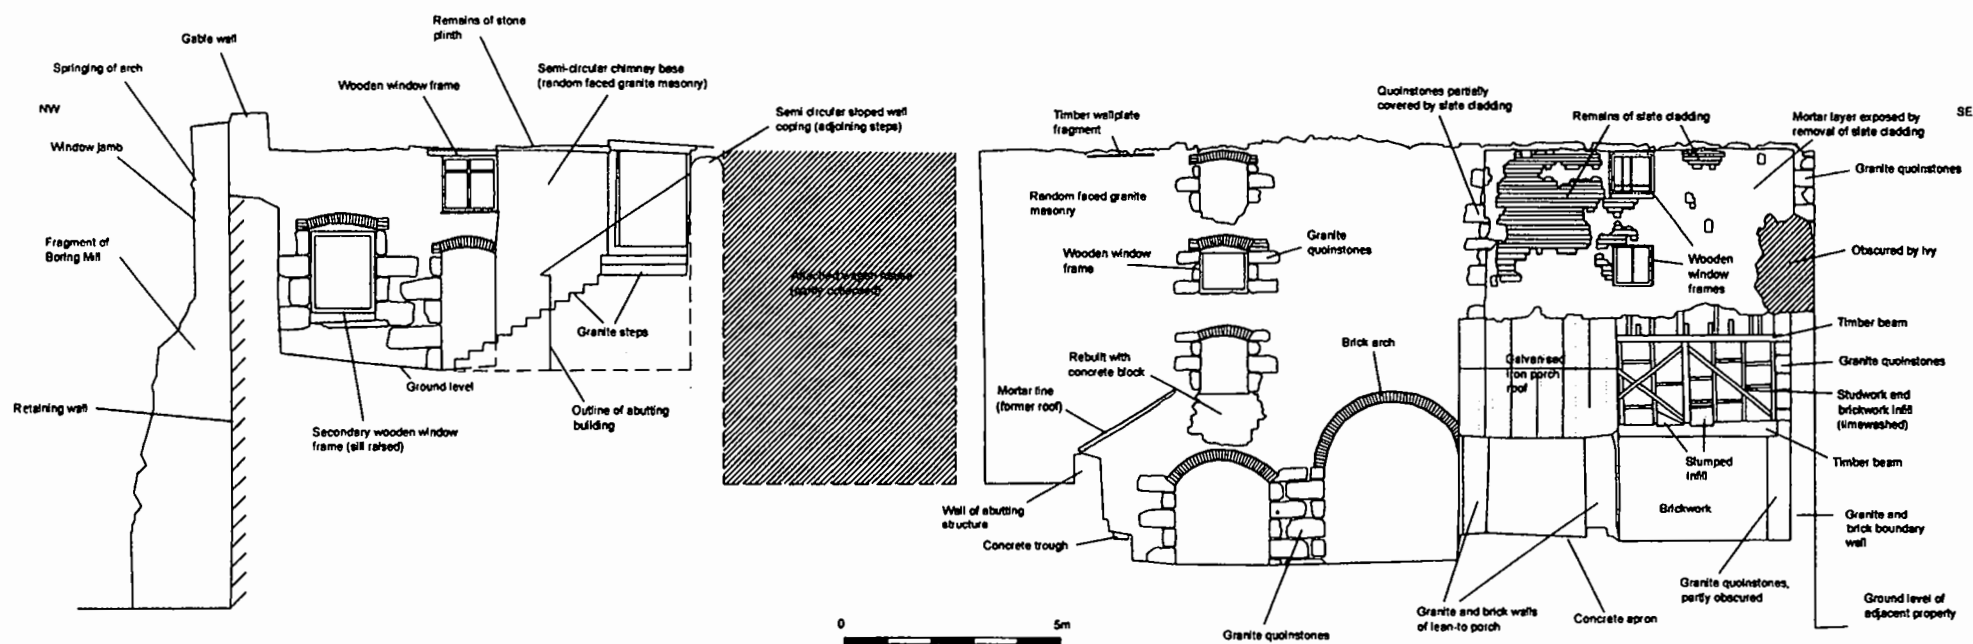 Remains of stone
plinth
Gable wall
Springing of arch
NW
Wooden window frame
Semi-circular chimney base
(random faced granite masonry)
Semi circular sloped wall
coping (adjoining steps)
Window jamb
Fragment of
Boring Mill
Retaining wall
Granite steps
Ground level
Outline of abutting
building
Secondary wooden window
frame (sill raised)
Attached wagon house
(partly obscured)
Timber wallplate
fragment
Quoinstones partially
covered by slate cladding
Remains of slate cladding
Mortar layer exposed by
removal of slate cladding
SE
Granite quoinstones
Random faced granite
masonry
Wooden window
frame
Granite
quoinstones
Wooden
window
frames
Obscured by Ivy
Timber beam
Brick arch
Rebuilt with
concrete block
Galvanised
iron porch
roof
Granite quoinstones
Mortar line
(former roof)
Studwork and
brickwork infill
(limewashed)
Slumped
infill
Timber beam
Wall of abutting
structure
Brickwork
Granite and
brick boundary
wall
Concrete trough
Granite quoinstones
Granite and brick walls
of lean-to porch
Concrete apron
Granite quoinstones,
partly obscured
Ground level of
adjacent property
0
5m